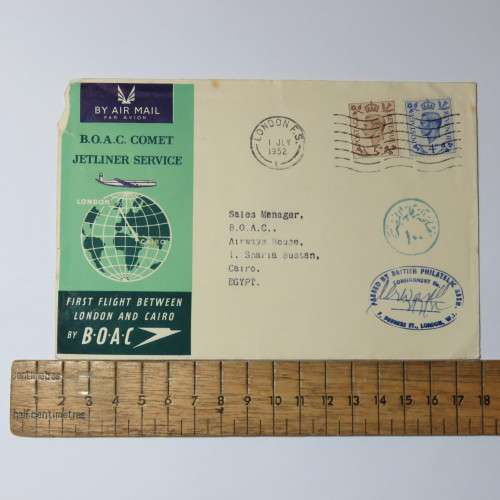 BY AIR MAIL
PAR AVION
B.O.A.C. COMET
JETLINER SERVICE
LONDON
CAIRO
FIRST FLIGHT BETWEEN
LONDON AND CAIRO
BY B·O·A·C
LONDON F.S.
1 JLY
1952
Sales Manager,
B.O.A.C.,
Airways House,
1, Sharia Bustan,
Cairo.
EGYPT.
PASSED BY BRITISH PHILATELIC ASSN.
CONSIGNMENT
BERNERS ST., LONDON, W.1.
centimetres
1 2 3 4 5 6 7 8 9 10 11 12 13 14 15 16 17 18
half centimetres